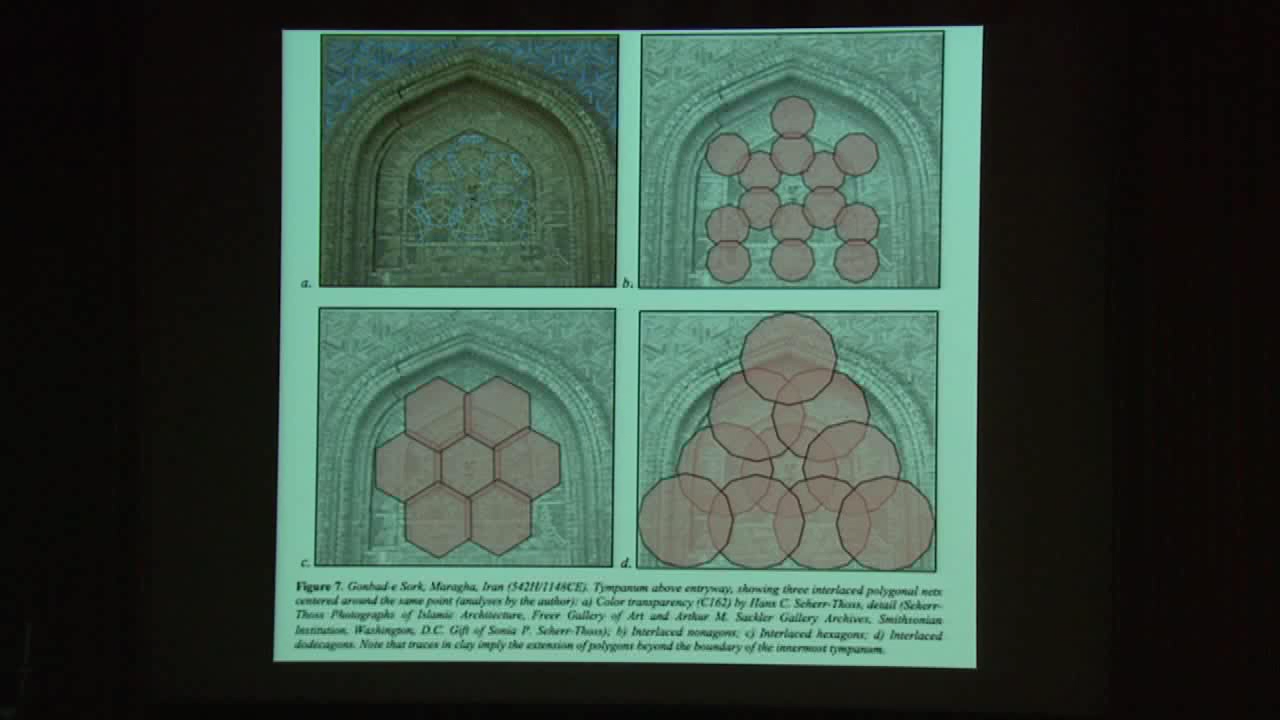 a.
b.
c.
d.
Figure 7. Gonbad-e Sork, Maragha, Iran (542H/1148CE). Tympanum above entryway, showing three interlaced polygonal nets
centered around the same point (analyses by the author): a) Color transparency (C162) by Hans C. Seherr-Thoss, detail (Seherr-
Thoss Photographs of Islamic Architecture, Freer Gallery of Art and Arthur M. Sackler Gallery Archives, Smithsonian
Institution, Washington, D.C. Gift of Sonia P. Seherr-Thoss); b) Interlaced nonagons; c) Interlaced hexagons; d) Interlaced
dodecagons. Note that traces in clay imply the extension of polygons beyond the boundary of the innermost tympanum.